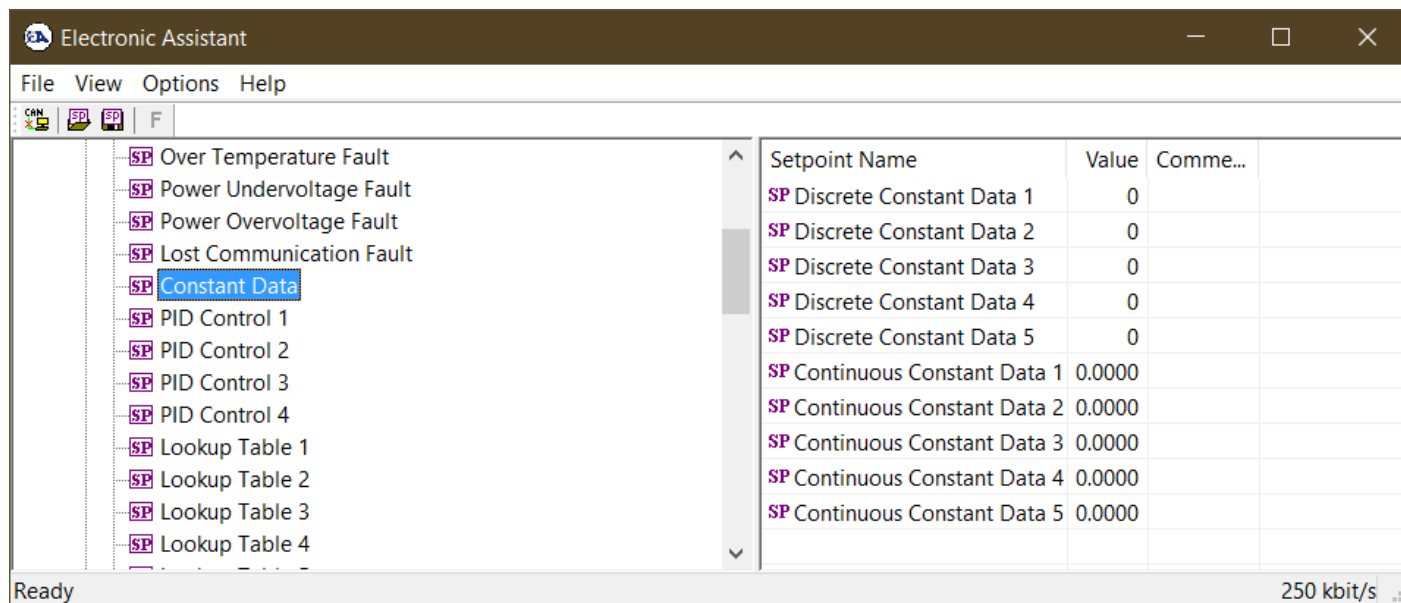 Electronic Assistant
File View Options Help
CAN SP SP F
SP Over Temperature Fault
SP Power Undervoltage Fault
SP Power Overvoltage Fault
SP Lost Communication Fault
SP Constant Data
SP PID Control 1
SP PID Control 2
SP PID Control 3
SP PID Control 4
SP Lookup Table 1
SP Lookup Table 2
SP Lookup Table 3
SP Lookup Table 4
Setpoint Name Value Comme...
SP Discrete Constant Data 1 0
SP Discrete Constant Data 2 0
SP Discrete Constant Data 3 0
SP Discrete Constant Data 4 0
SP Discrete Constant Data 5 0
SP Continuous Constant Data 1 0.0000
SP Continuous Constant Data 2 0.0000
SP Continuous Constant Data 3 0.0000
SP Continuous Constant Data 4 0.0000
SP Continuous Constant Data 5 0.0000
Ready 250 kbit/s